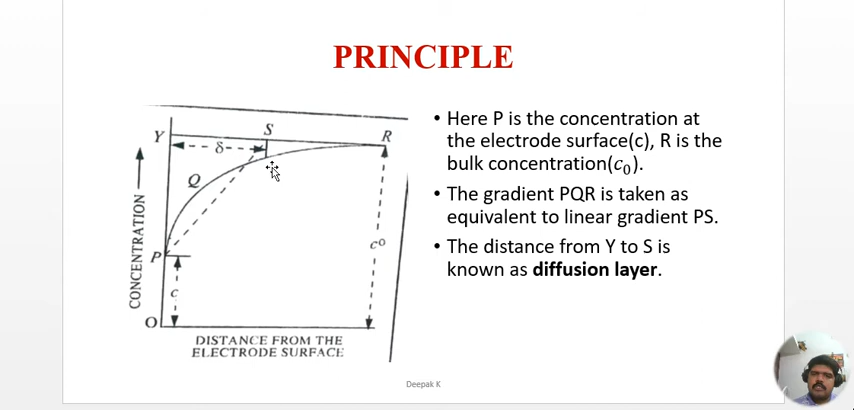 PRINCIPLE
Y
S
R
δ
Q
P
c
c⁰
O
CONCENTRATION
DISTANCE FROM THE
ELECTRODE SURFACE
• Here P is the concentration at
the electrode surface(c), R is the
bulk concentration(c₀).
• The gradient PQR is taken as
equivalent to linear gradient PS.
• The distance from Y to S is
known as diffusion layer.
Deepak K